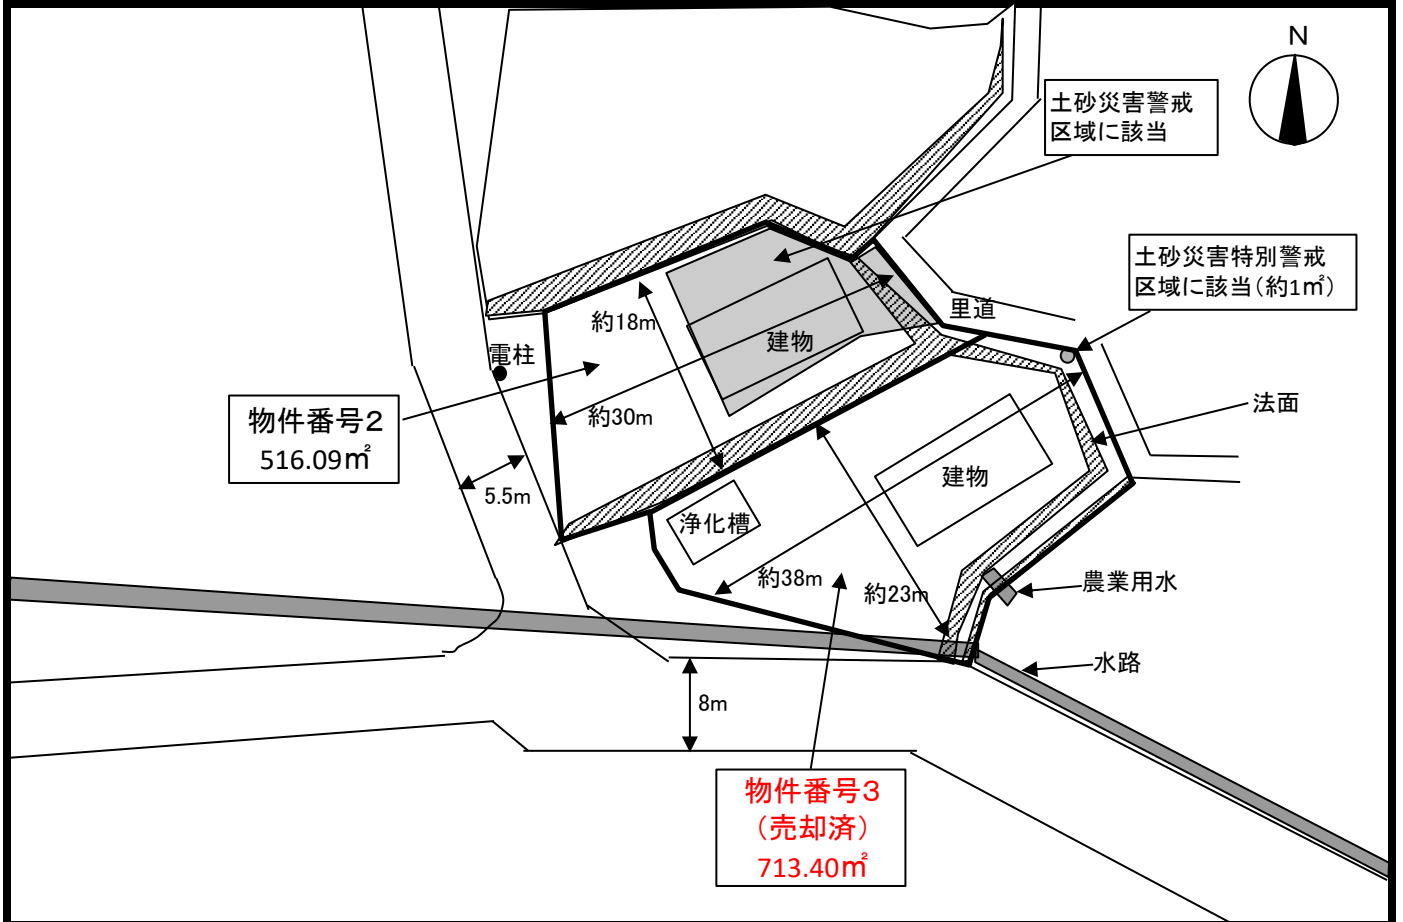 N
土砂災害警戒
区域に該当
土砂災害特別警戒
区域に該当(約1㎡)
里道
約18m
建物
電柱
物件番号2
516.09㎡
約30m
法面
5.5m
建物
浄化槽
約38m
約23m
農業用水
水路
8m
物件番号3
(売却済)
713.40㎡